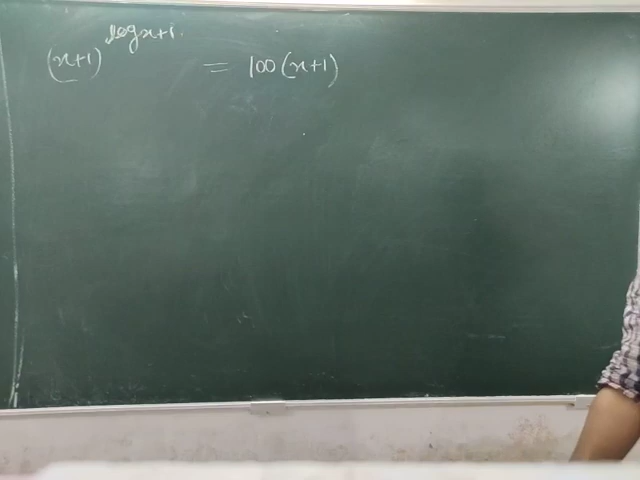 (x+1)^{log x+1} = 100(x+1)